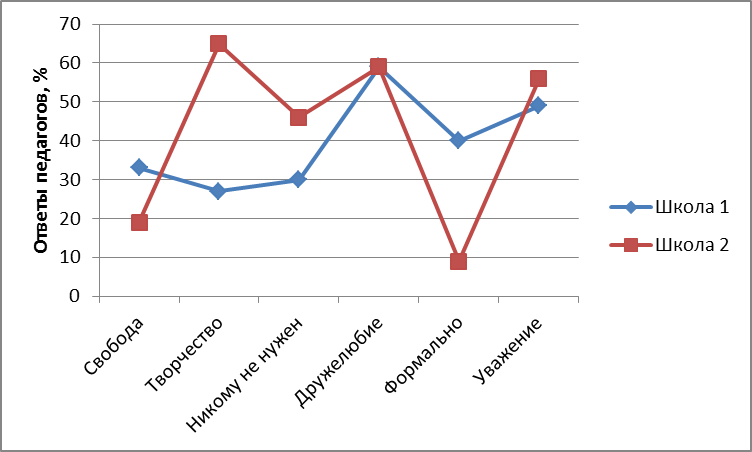 Ответы педагогов, %
70
60
50
40
30
20
10
0
Свобода
Творчество
Никому не нужен
Дружелюбие
Формально
Уважение
Школа 1
Школа 2